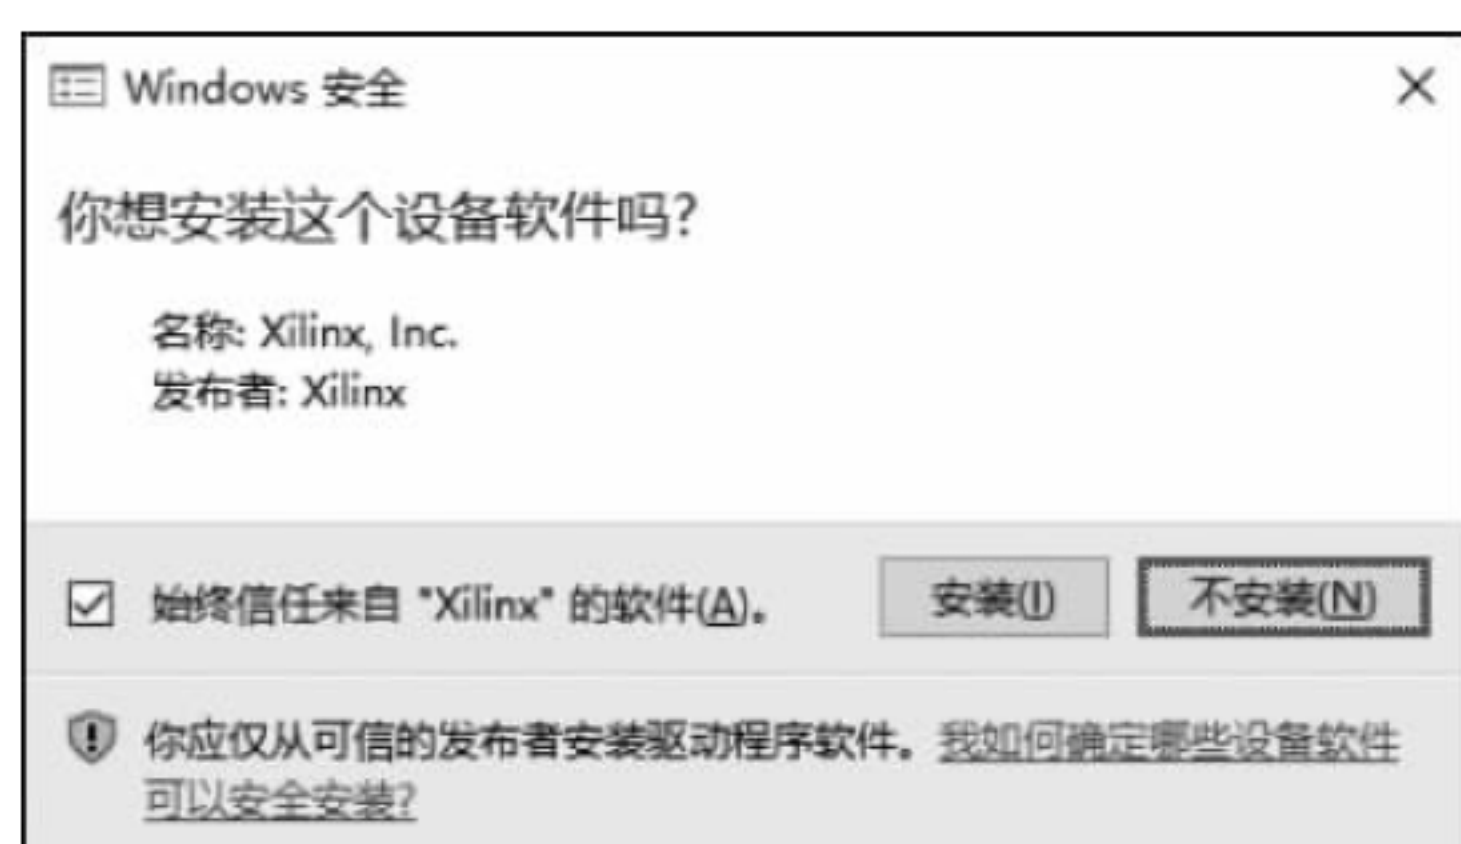 Windows 安全
你想安装这个设备软件吗?
名称: Xilinx, Inc.
发布者: Xilinx
始终信任来自 "Xilinx" 的软件(A)。 安装(I) 不安装(N)
你应仅从可信的发布者安装驱动程序软件。我如何确定哪些设备软件
可以安全安装?